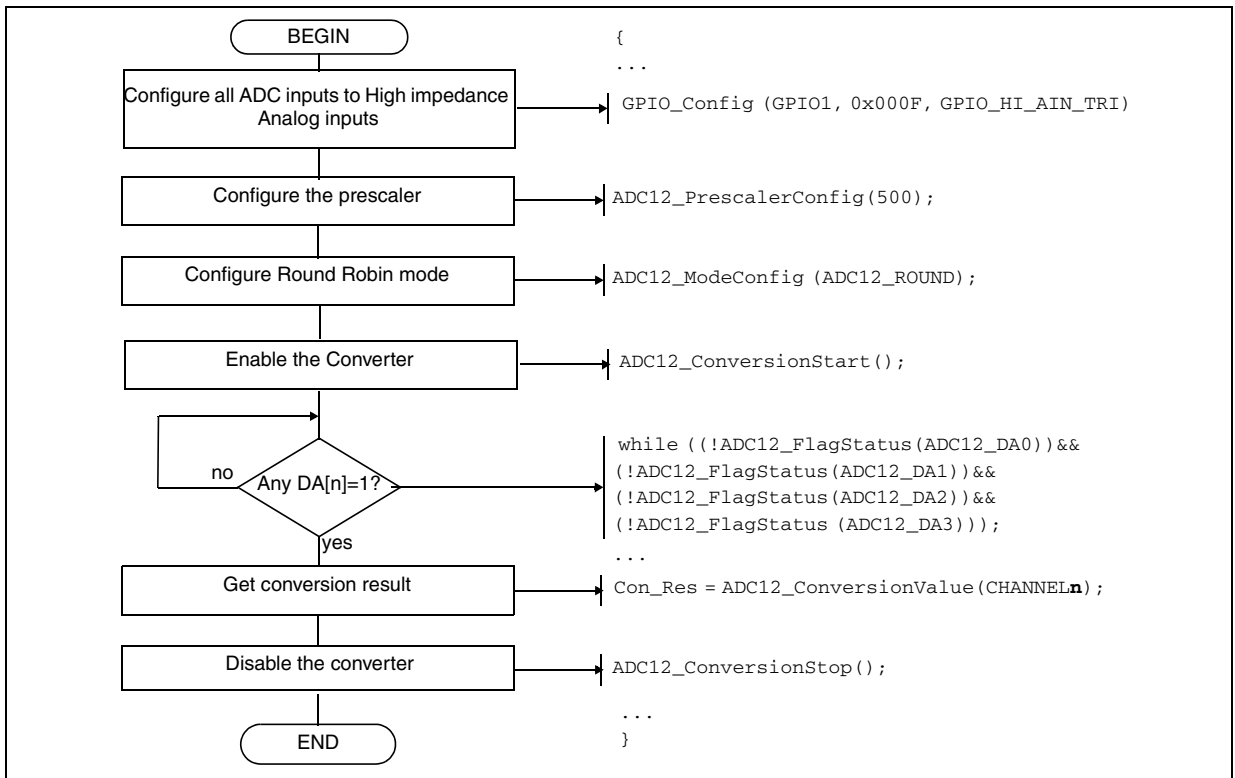 BEGIN
{
...
Configure all ADC inputs to High impedance
Analog inputs
GPIO_Config (GPIO1, 0x000F, GPIO_HI_AIN_TRI)
Configure the prescaler
ADC12_PrescalerConfig(500);
Configure Round Robin mode
ADC12_ModeConfig (ADC12_ROUND);
Enable the Converter
ADC12_ConversionStart();
no
Any DA[n]=1?
yes
while ((!ADC12_FlagStatus(ADC12_DA0))&&
(!ADC12_FlagStatus(ADC12_DA1))&&
(!ADC12_FlagStatus(ADC12_DA2))&&
(!ADC12_FlagStatus (ADC12_DA3)));
...
Get conversion result
Con_Res = ADC12_ConversionValue(CHANNELn);
Disable the converter
ADC12_ConversionStop();
...
END
}